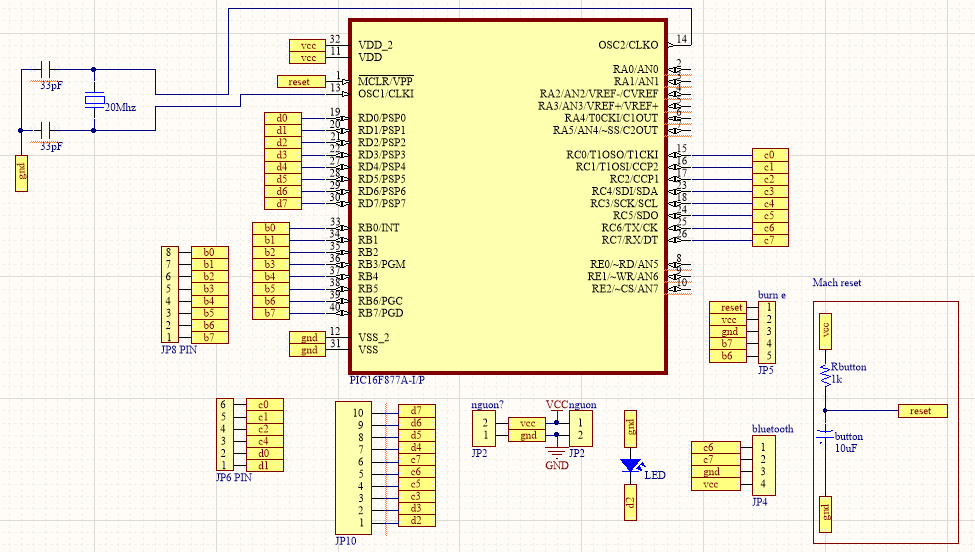 32
VDD_2
vcc
11
VDD
vcc
1
MCLR/VPP
reset
13
OSC1/CLKI
19
RD0/PSP0
d0
20
RD1/PSP1
d1
21
RD2/PSP2
d2
RD3/PSP3
d3
27
RD4/PSP4
d4
28
RD5/PSP5
d5
29
RD6/PSP6
d6
30
RD7/PSP7
d7
33
RB0/INT
b0
34
RB1
b1
35
RB2
b2
36
RB3/PGM
b3
37
RB4
b4
38
RB5
b5
39
RB6/PGC
b6
40
RB7/PGD
b7
12
VSS_2
gnd
31
VSS
gnd
14
OSC2/CLKO
2
RA0/AN0
RA1/AN1
RA2/AN2/VREF-/CVREF
RA3/AN3/VREF+/VREF+
RA4/T0CKI/C1OUT
7
RA5/AN4/~SS/C2OUT
15
RC0/T1OSO/T1CKI
c0
16
RC1/T1OSI/CCP2
c1
17
RC2/CCP1
c2
23
RC4/SDI/SDA
c3
18
RC3/SCK/SCL
c4
24
RC5/SDO
c5
25
RC6/TX/CK
c6
26
RC7/RX/DT
c7
8
RE0/~RD/AN5
9
RE1/~WR/AN6
10
RE2/~CS/AN7
PIC16F877A-I/P
33pF
20Mhz
33pF
gnd
8 b0
7 b1
6 b2
5 b3
4 b4
3 b5
2 b6
1 b7
JP8 PIN
6 c0
5 c1
4 c2
3 c4
2 d0
1 d1
JP6 PIN
10 d7
9 d6
8 d5
7 d4
6 c7
5 c6
4 c5
3 c3
2 d3
1 d2
JP10
nguon?
2 vcc
1 gnd
JP2
VCC
nguon
1
2
JP2
GND
gnd
LED
d2
burn e
reset 1
vcc 2
gnd 3
b7 4
b6 5
JP5
bluetooth
c6 1
c7 2
gnd 3
vcc 4
JP4
Mach reset
vcc
Rbutton
1k
reset
button
10uF
gnd